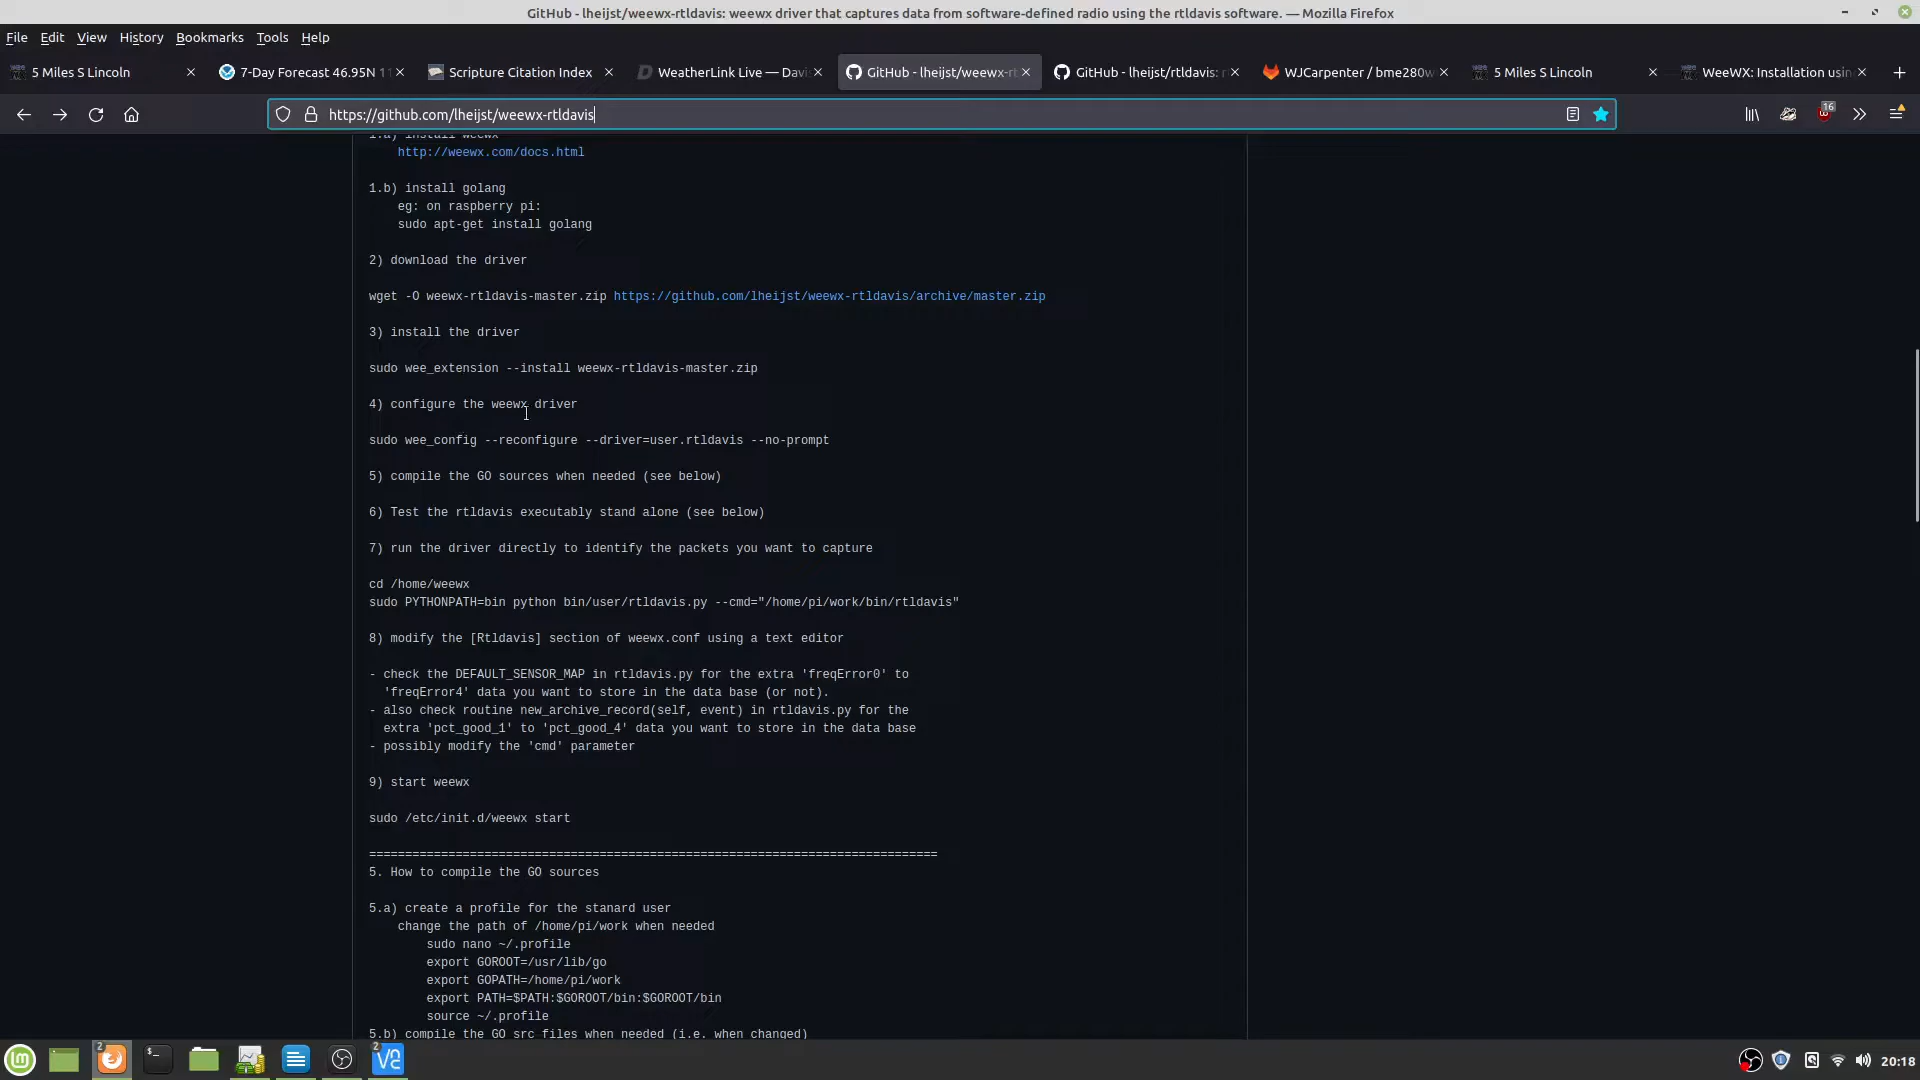 GitHub - lheijst/weewx-rtldavis: weewx driver that captures data from software-defined radio using the rtldavis software. — Mozilla Firefox
File Edit View History Bookmarks Tools Help
5 Miles S Lincoln
7-Day Forecast 46.95N 11
Scripture Citation Index
WeatherLink Live — Davis
GitHub - lheijst/weewx-rt
GitHub - lheijst/rtldavis: r
WJCarpenter / bme280w
5 Miles S Lincoln
WeeWX: Installation usin
https://github.com/lheijst/weewx-rtldavis
16
1.a) install weewx
http://weewx.com/docs.html
1.b) install golang
eg: on raspberry pi:
sudo apt-get install golang
2) download the driver
wget -O weewx-rtldavis-master.zip https://github.com/lheijst/weewx-rtldavis/archive/master.zip
3) install the driver
sudo wee_extension --install weewx-rtldavis-master.zip
4) configure the weewx driver
sudo wee_config --reconfigure --driver=user.rtldavis --no-prompt
5) compile the GO sources when needed (see below)
6) Test the rtldavis executably stand alone (see below)
7) run the driver directly to identify the packets you want to capture
cd /home/weewx
sudo PYTHONPATH=bin python bin/user/rtldavis.py --cmd="/home/pi/work/bin/rtldavis"
8) modify the [Rtldavis] section of weewx.conf using a text editor
- check the DEFAULT_SENSOR_MAP in rtldavis.py for the extra 'freqError0' to
'freqError4' data you want to store in the data base (or not).
- also check routine new_archive_record(self, event) in rtldavis.py for the
extra 'pct_good_1' to 'pct_good_4' data you want to store in the data base
- possibly modify the 'cmd' parameter
9) start weewx
sudo /etc/init.d/weewx start
===============================================================================
5. How to compile the GO sources
5.a) create a profile for the stanard user
change the path of /home/pi/work when needed
sudo nano ~/.profile
export GOROOT=/usr/lib/go
export GOPATH=/home/pi/work
export PATH=$PATH:$GOROOT/bin:$GOROOT/bin
source ~/.profile
5.b) compile the GO src files when needed (i.e. when changed)
2
2
20:18